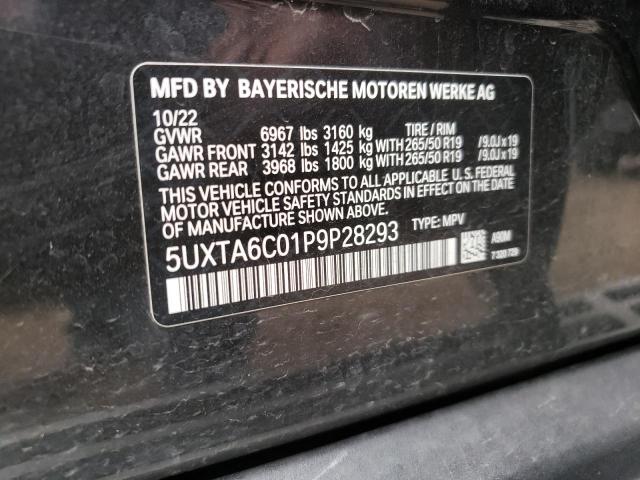 MFD BY BAYERISCHE MOTOREN WERKE AG
10/22 TIRE / RIM
GVWR 6967 lbs 3160 kg
GAWR FRONT 3142 lbs 1425 kg WITH 265/50 R19 /9.0J x 19
GAWR REAR 3968 lbs 1800 kg WITH 265/50 R19 /9.0J x 19
THIS VEHICLE CONFORMS TO ALL APPLICABLE U.S. FEDERAL
MOTOR VEHICLE SAFETY STANDARDS IN EFFECT ON THE DATE
OF MANUFACTURE SHOWN ABOVE.
5UXTA6C01P9P28293 TYPE: MPV
A90M